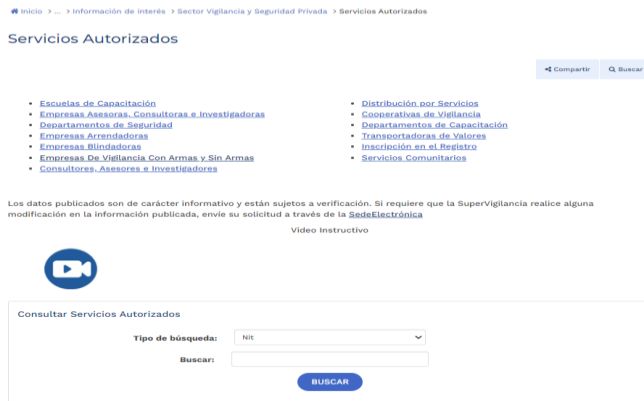 Inicio > ... > Información de interés > Sector Vigilancia y Seguridad Privada > Servicios Autorizados
Servicios Autorizados
Compartir
Buscar
• Escuelas de Capacitación
• Empresas Asesoras, Consultoras e Investigadoras
• Departamentos de Seguridad
• Empresas Arrendadoras
• Empresas Blindadoras
• Empresas De Vigilancia Con Armas y Sin Armas
• Consultores, Asesores e Investigadores
• Distribución por Servicios
• Cooperativas de Vigilancia
• Departamentos de Capacitación
• Transportadoras de Valores
• Inscripción en el Registro
• Servicios Comunitarios
Los datos publicados son de carácter informativo y están sujetos a verificación. Si requiere que la SuperVigilancia realice alguna
modificación en la información publicada, envíe su solicitud a través de la SedeElectrónica
Video Instructivo
Consultar Servicios Autorizados
Tipo de búsqueda: Nit
Buscar:
BUSCAR